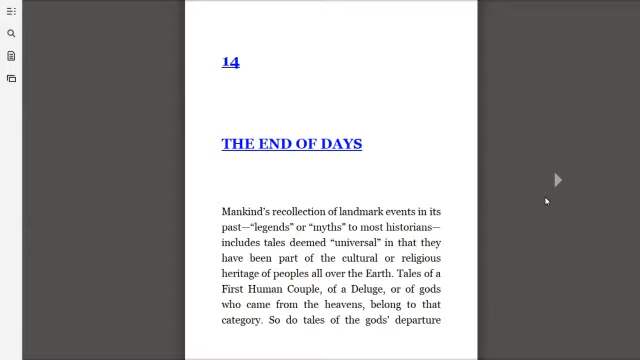 14
THE END OF DAYS
Mankind's recollection of landmark events in its
past—“legends” or “myths” to most historians—
includes tales deemed “universal” in that they
have been part of the cultural or religious
heritage of peoples all over the Earth. Tales of a
First Human Couple, of a Deluge, or of gods
who came from the heavens, belong to that
category. So do tales of the gods' departure